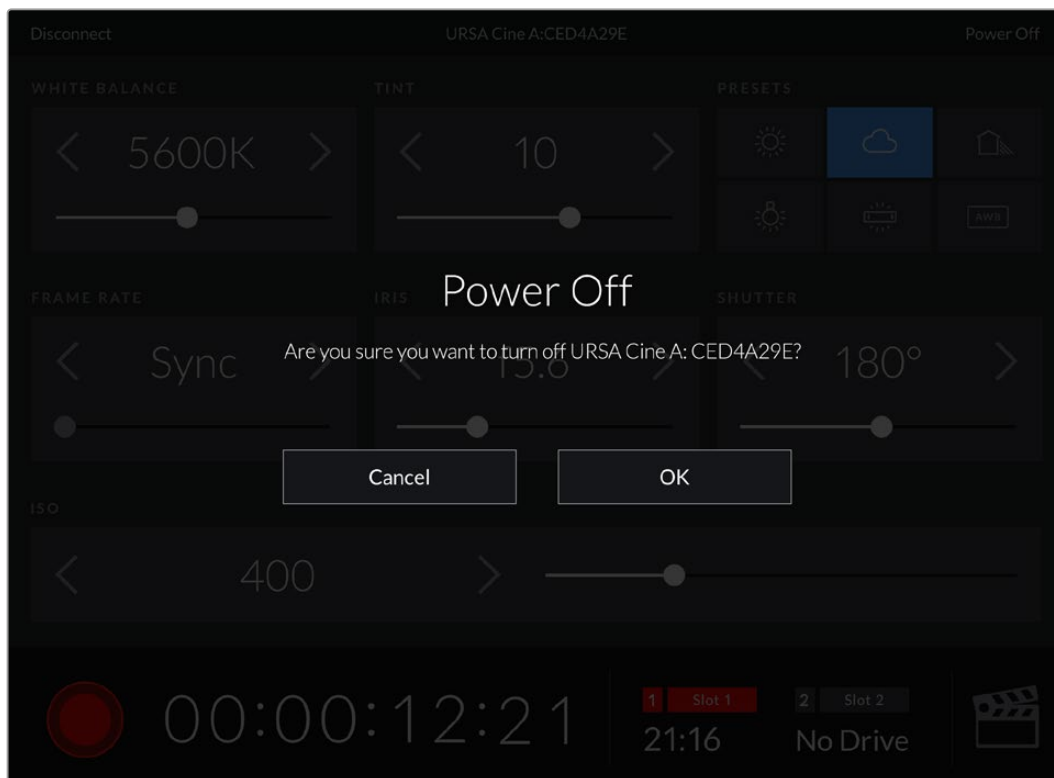 Disconnect URSA Cine A:CED4A29E Power Off
WHITE BALANCE TINT PRESETS
5600K 10
AWB
Power Off
FRAME RATE IRIS SHUTTER
Are you sure you want to turn off URSA Cine A: CED4A29E?
Sync 15.6 180°
Cancel OK
ISO
400
1 Slot 1 2 Slot 2
00:00:12:21 21:16 No Drive